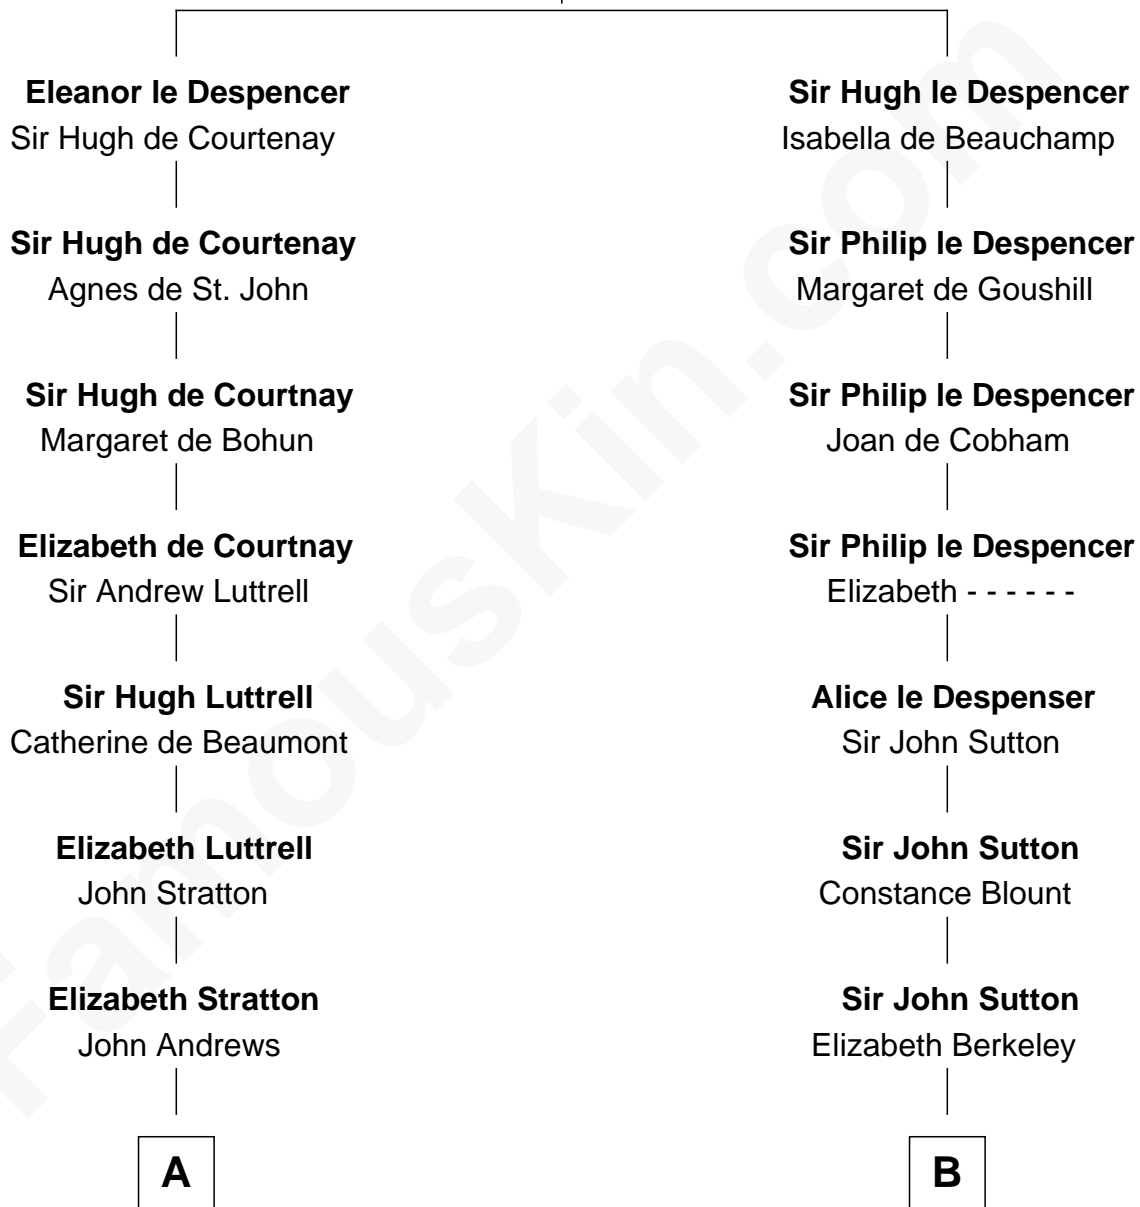 Eleanor le Despencer
Sir Hugh de Courtenay
Sir Hugh de Courtenay
Agnes de St. John
Sir Hugh de Courtnay
Margaret de Bohun
Elizabeth de Courtnay
Sir Andrew Luttrell
Sir Hugh Luttrell
Catherine de Beaumont
Elizabeth Luttrell
John Stratton
Elizabeth Stratton
John Andrews
A
Sir Hugh le Despencer
Isabella de Beauchamp
Sir Philip le Despencer
Margaret de Goushill
Sir Philip le Despencer
Joan de Cobham
Sir Philip le Despencer
Elizabeth - - - - - -
Alice le Despenser
Sir John Sutton
Sir John Sutton
Constance Blount
Sir John Sutton
Elizabeth Berkeley
B
FamousKin.com